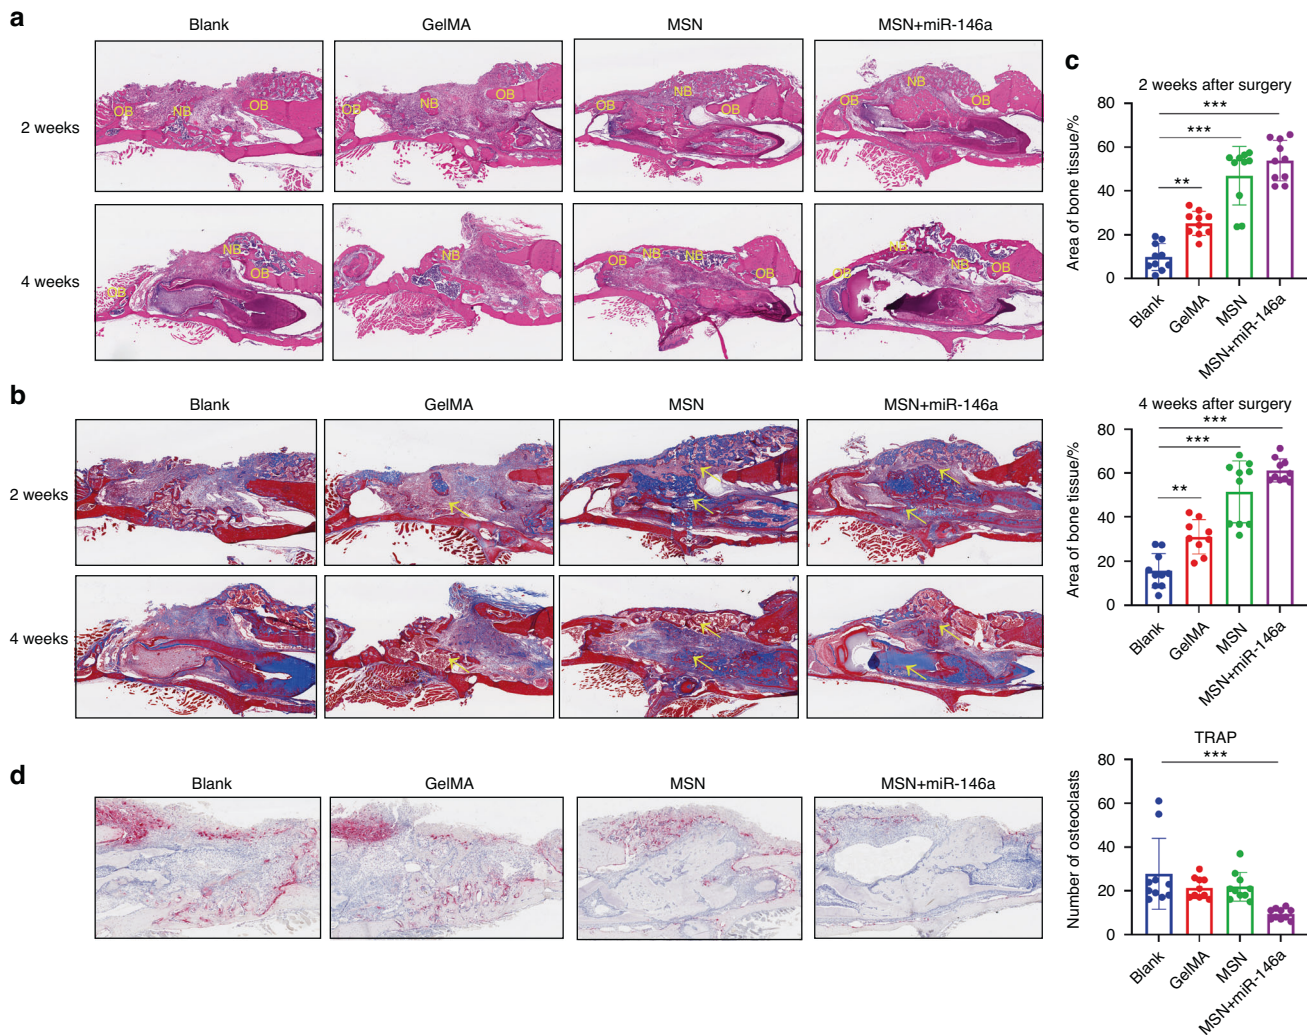 a
Blank GelMA MSN MSN+miR-146a
2 weeks
OB NB OB
OB NB OB
OB NB OB
OB NB OB
4 weeks
OB NB OB
NB
OB NB NB OB
OB NB NB OB
b
Blank GelMA MSN MSN+miR-146a
2 weeks
4 weeks
c
2 weeks after surgery
Area of bone tissue/%
80
60
40
20
0
***
***
**
Blank GelMA MSN MSN+miR-146a
4 weeks after surgery
Area of bone tissue/%
80
60
40
20
0
***
***
**
Blank GelMA MSN MSN+miR-146a
d
Blank GelMA MSN MSN+miR-146a
TRAP
Number of osteoclasts
80
60
40
20
0
***
Blank GelMA MSN MSN+miR-146a